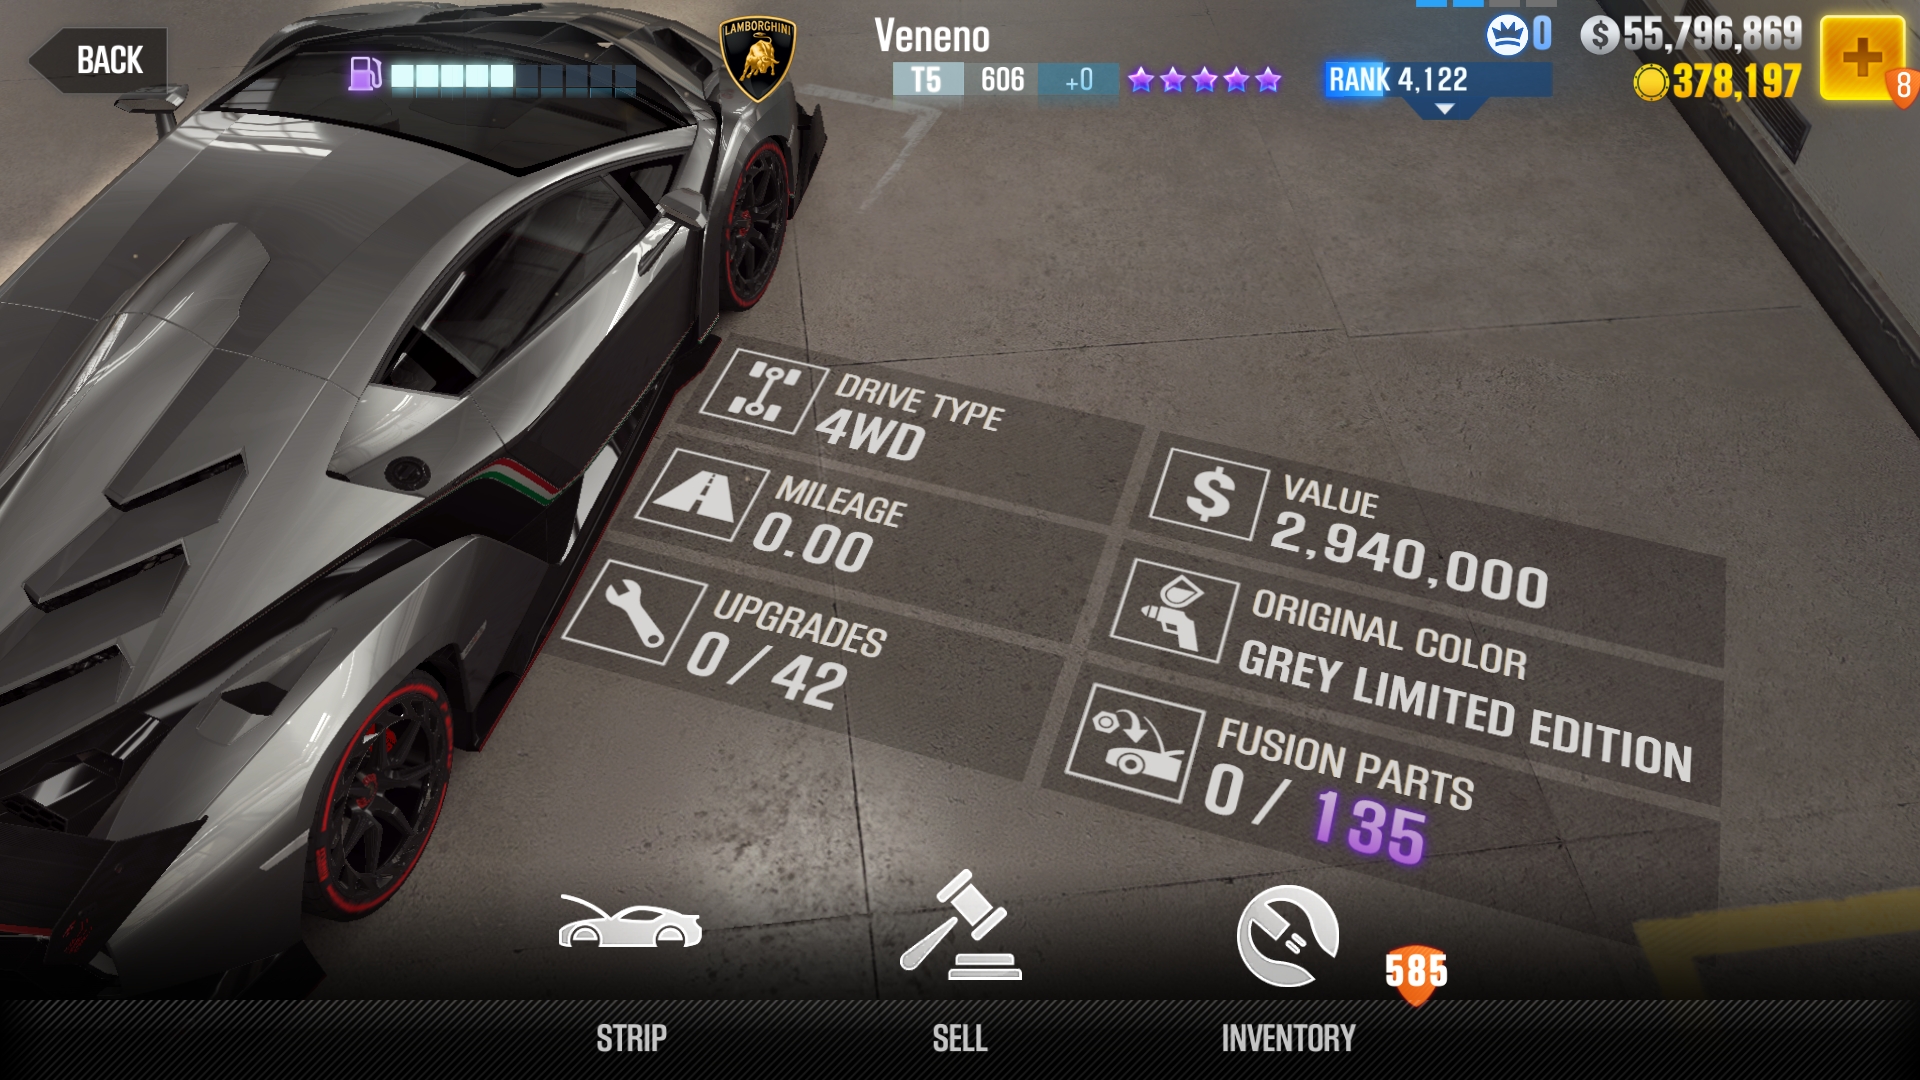 BACK
LAMBORGHINI
Veneno
T5 606 +0
RANK 4,122
0
55,796,869
378,197
8
DRIVE TYPE
4WD
MILEAGE
0.00
UPGRADES
0/42
VALUE
2,940,000
ORIGINAL COLOR
GREY LIMITED EDITION
FUSION PARTS
0/ 135
585
STRIP
SELL
INVENTORY